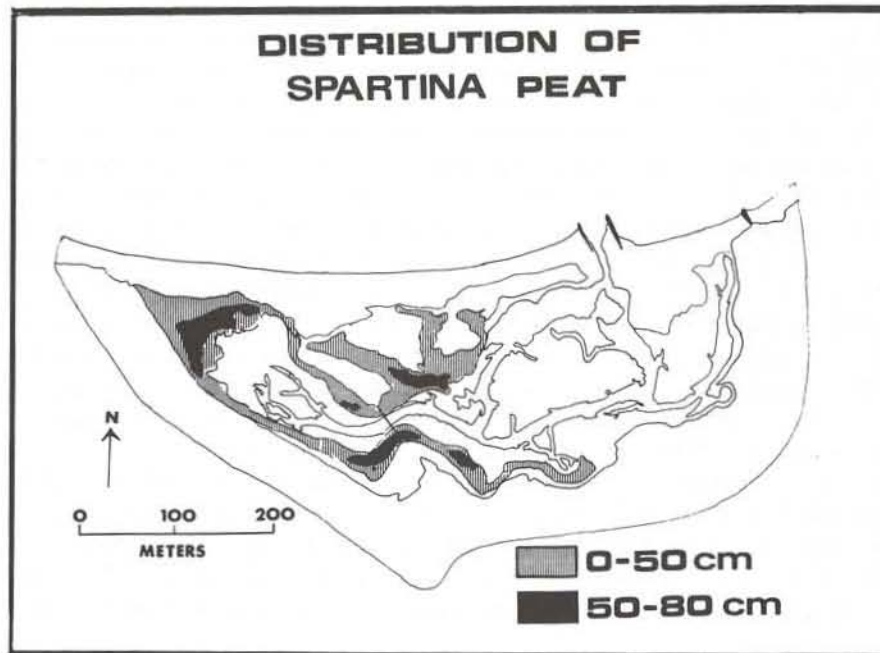 DISTRIBUTION OF
SPARTINA PEAT
N
0 100 200
METERS
0-50 cm
50-80 cm